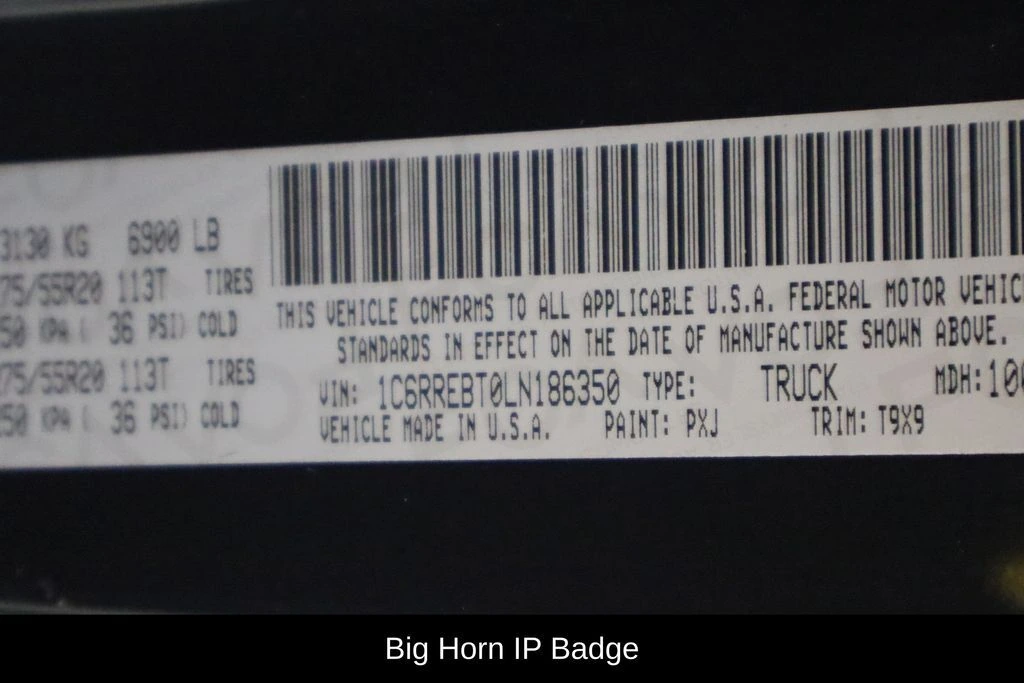 3130 KG 6900 LB
75/55R20 113T TIRES
50 KPA ( 36 PSI) COLD
75/55R20 113T TIRES
50 KPA ( 36 PSI) COLD
THIS VEHICLE CONFORMS TO ALL APPLICABLE U.S.A. FEDERAL MOTOR VEHIC
STANDARDS IN EFFECT ON THE DATE OF MANUFACTURE SHOWN ABOVE.
VIN: 1C6RREBT0LN186350 TYPE: TRUCK MDH: 100
VEHICLE MADE IN U.S.A. PAINT: PXJ TRIM: T9X9
Big Horn IP Badge